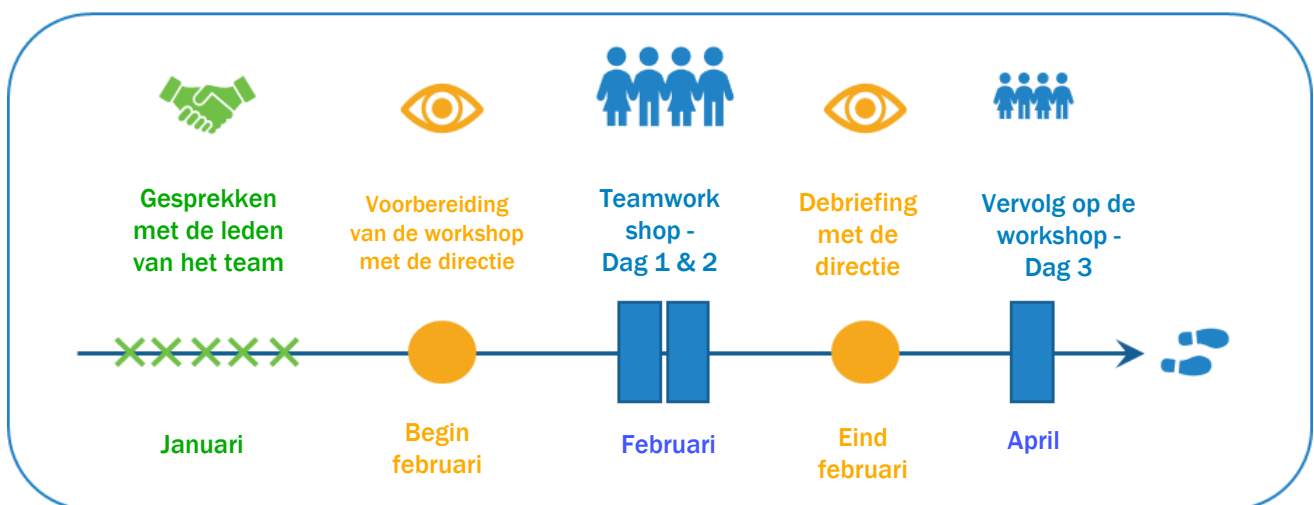 Gesprekken
met de leden
van het team
Voorbereiding
van de workshop
met de directie
Teamwork
shop -
Dag 1 & 2
Debriefing
met de
directie
Vervolg op de
workshop -
Dag 3
Januari
Begin
februari
Februari
Eind
februari
April